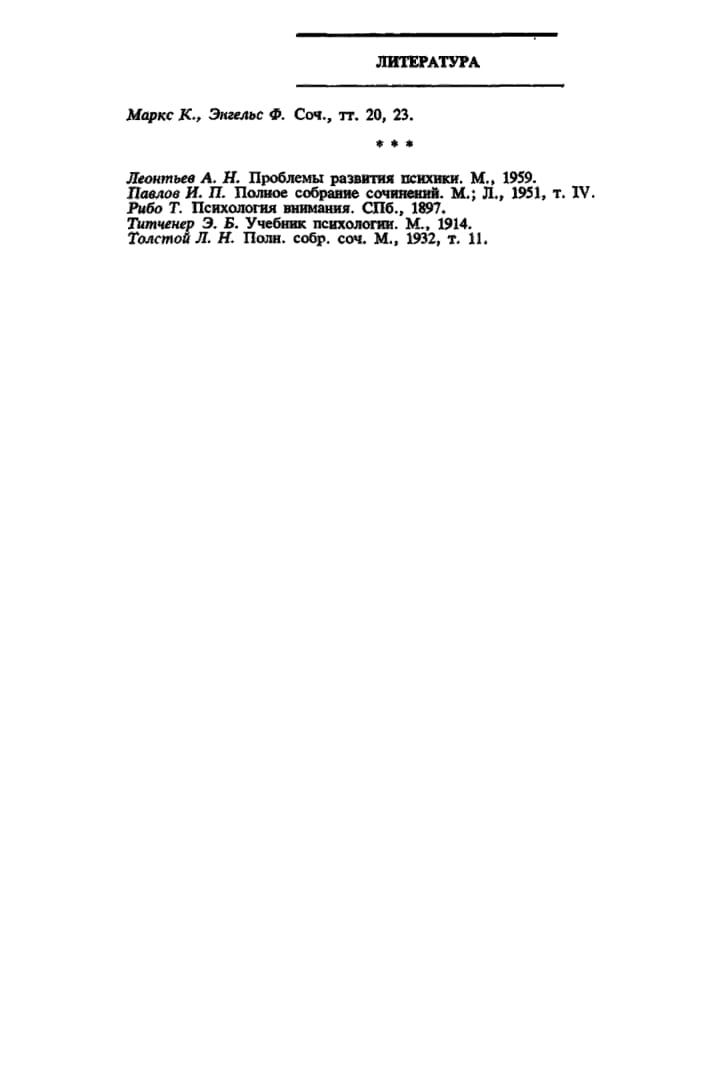 ЛИТЕРАТУРА
Маркс К., Энгельс Ф. Соч., тт. 20, 23.
* * *
Леонтьев А. Н. Проблемы развития психики. М., 1959.
Павлов И. П. Полное собрание сочинений. М.; Л., 1951, т. IV.
Рибо Т. Психология внимания. СПб., 1897.
Титченер Э. Б. Учебник психологии. М., 1914.
Толстой Л. Н. Полн. собр. соч. М., 1932, т. 11.